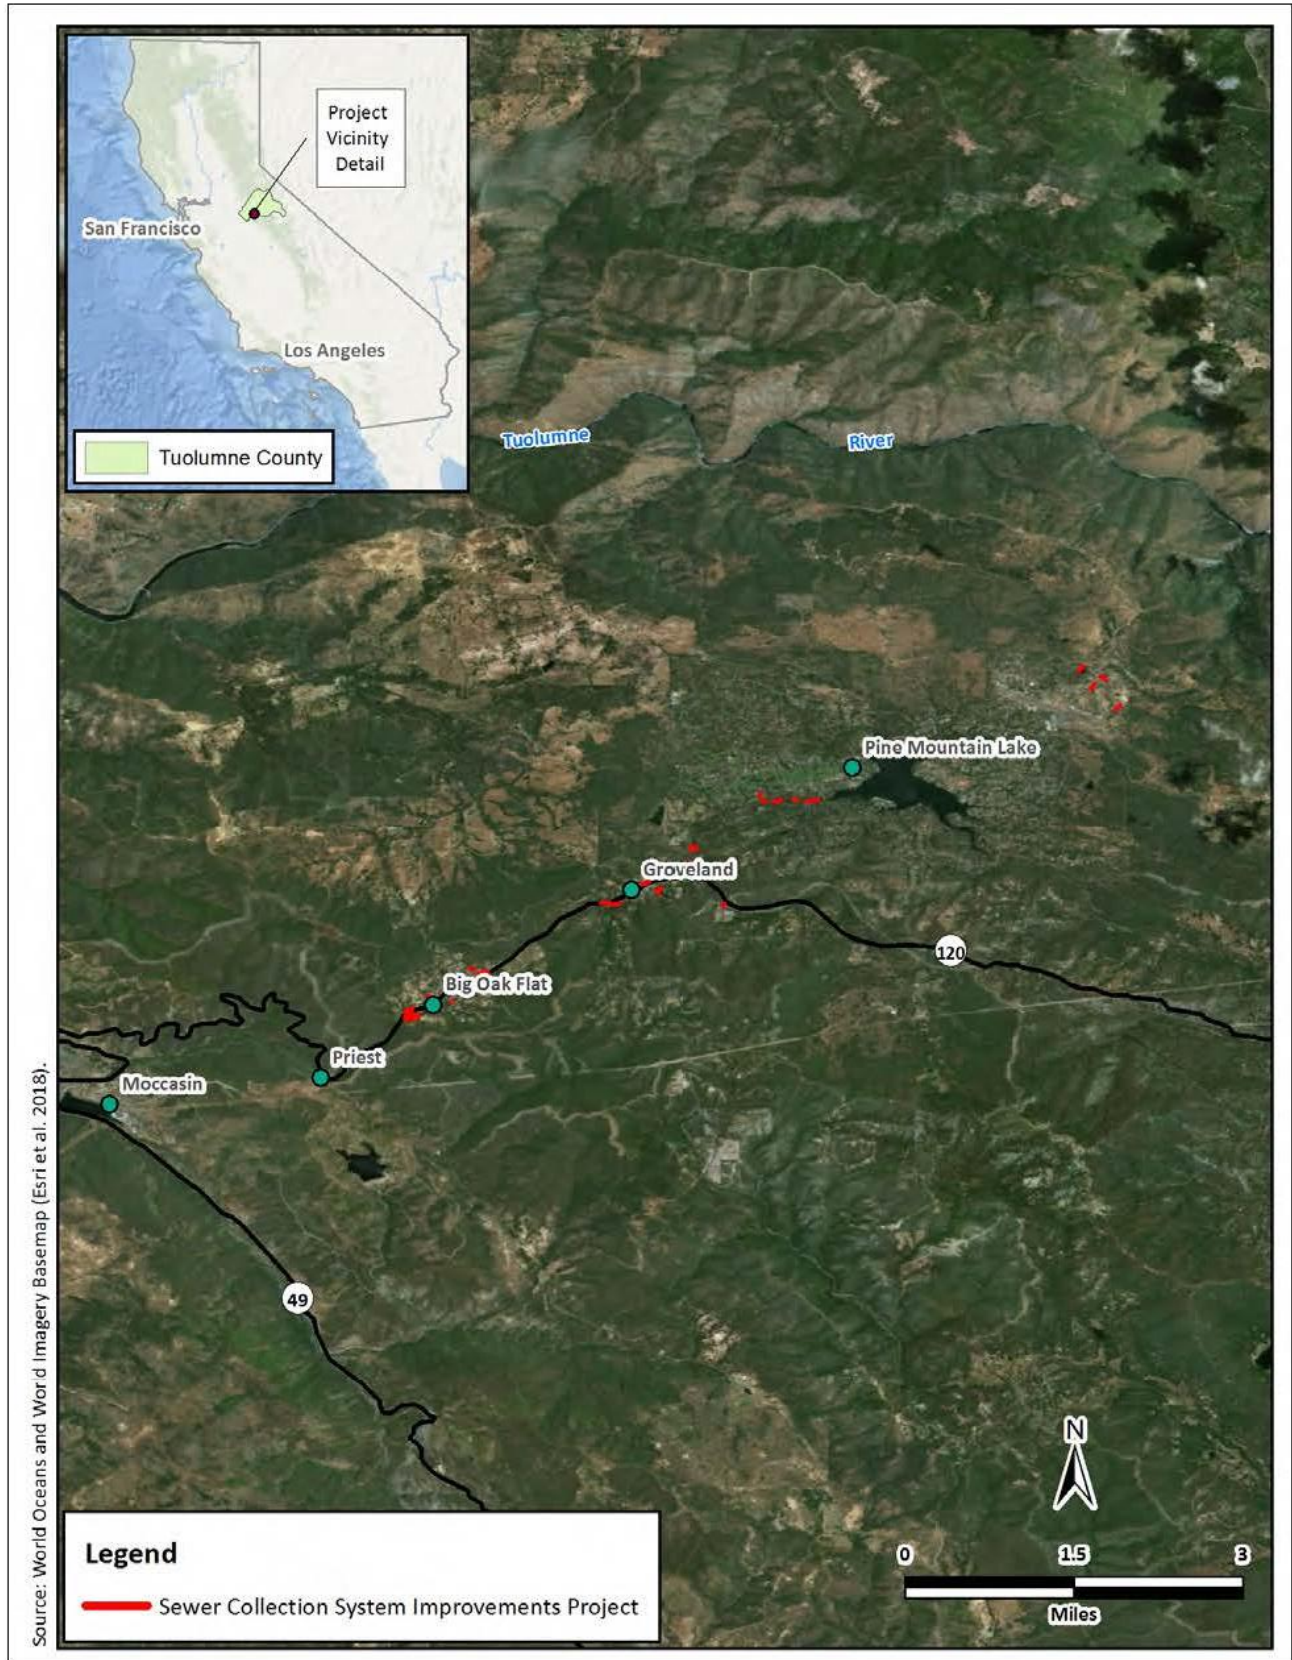 Project
Vicinity
Detail
San Francisco
Los Angeles
Tuolumne County
Tuolumne
River
Pine Mountain Lake
Groveland
120
Big Oak Flat
Priest
Moccasin
49
N
0 1.5 3
Miles
Legend
Sewer Collection System Improvements Project
Source: World Oceans and World Imagery Basemap (Esri et al. 2018).